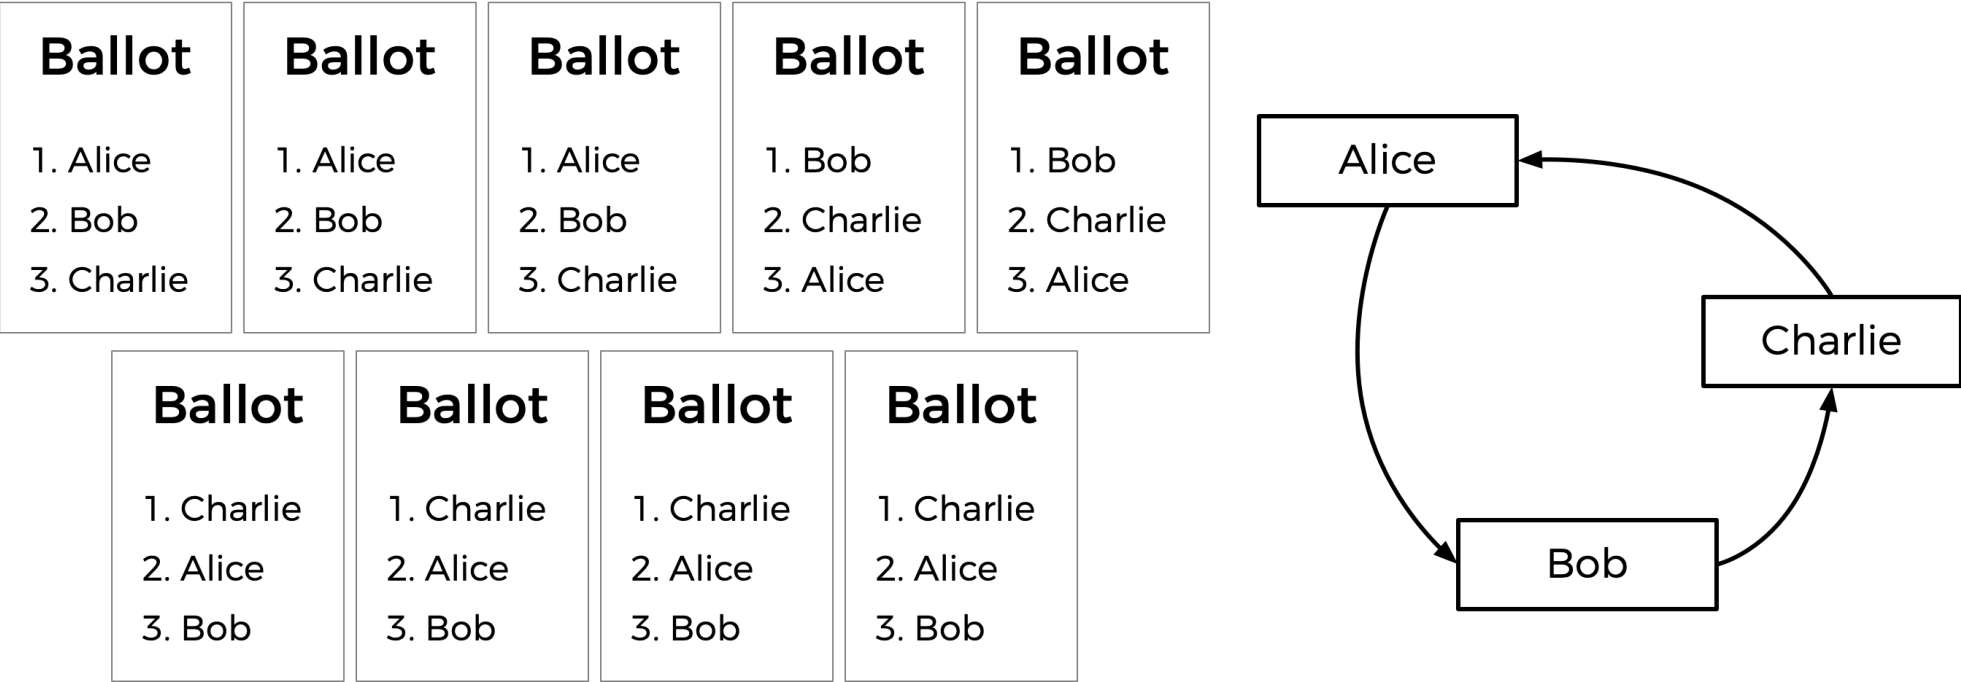 Ballot
1. Alice
2. Bob
3. Charlie
Ballot
1. Alice
2. Bob
3. Charlie
Ballot
1. Alice
2. Bob
3. Charlie
Ballot
1. Bob
2. Charlie
3. Alice
Ballot
1. Bob
2. Charlie
3. Alice
Ballot
1. Charlie
2. Alice
3. Bob
Ballot
1. Charlie
2. Alice
3. Bob
Ballot
1. Charlie
2. Alice
3. Bob
Ballot
1. Charlie
2. Alice
3. Bob
Alice
Charlie
Bob